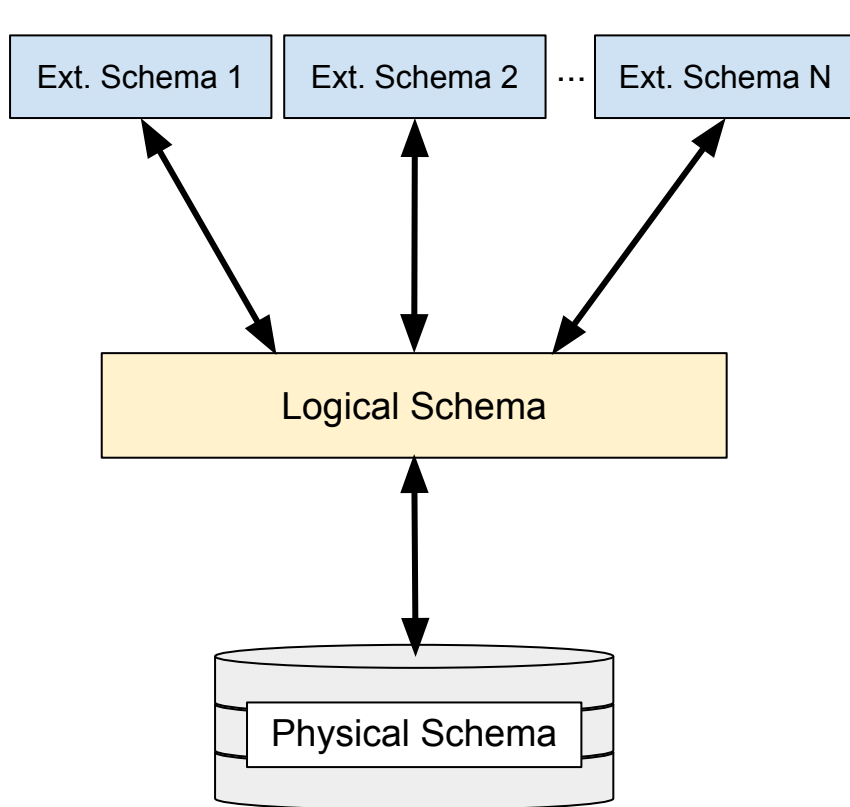 Ext. Schema 1
Ext. Schema 2
...
Ext. Schema N
Logical Schema
Physical Schema